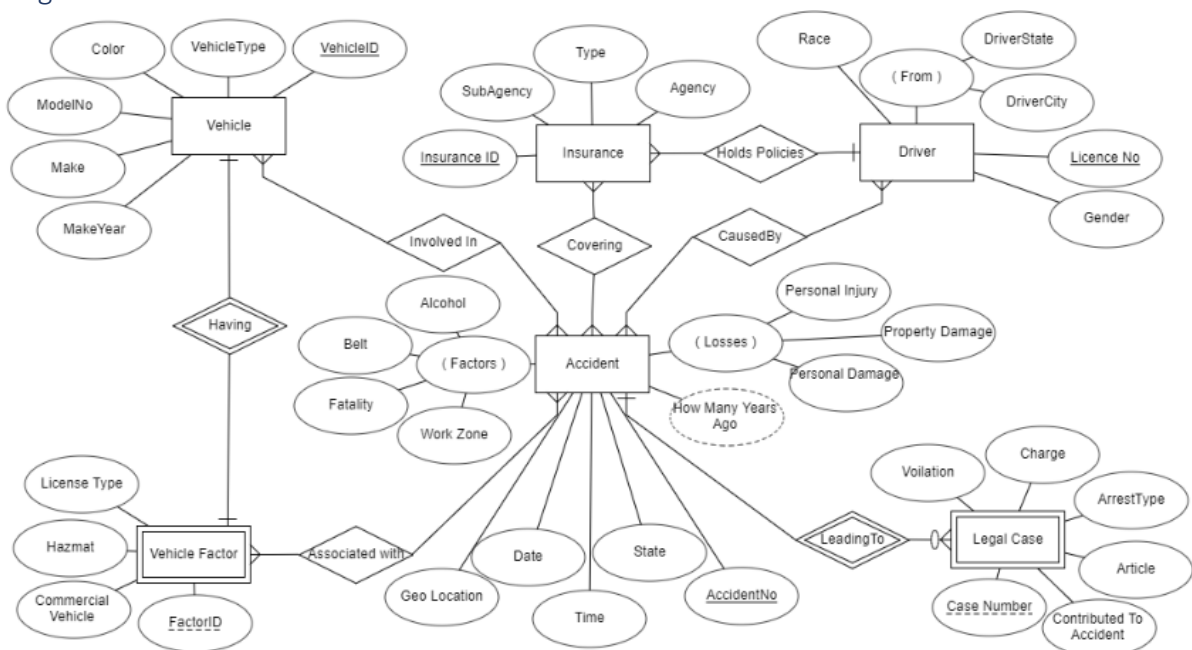 Color
VehicleType
VehicleID
ModelNo
Vehicle
Make
MakeYear
Type
SubAgency
Agency
Insurance ID
Insurance
Holds Policies
Race
DriverState
( From )
DriverCity
Driver
Licence No
Gender
Involved In
Covering
CausedBy
Having
Alcohol
Belt
( Factors )
Fatality
Work Zone
Accident
Personal Injury
( Losses )
Property Damage
Personal Damage
How Many Years
Ago
License Type
Hazmat
Vehicle Factor
Commercial
Vehicle
FactorID
Associated with
Geo Location
Date
Time
State
AccidentNo
LeadingTo
Voilation
Charge
ArrestType
Legal Case
Article
Case Number
Contributed To
Accident